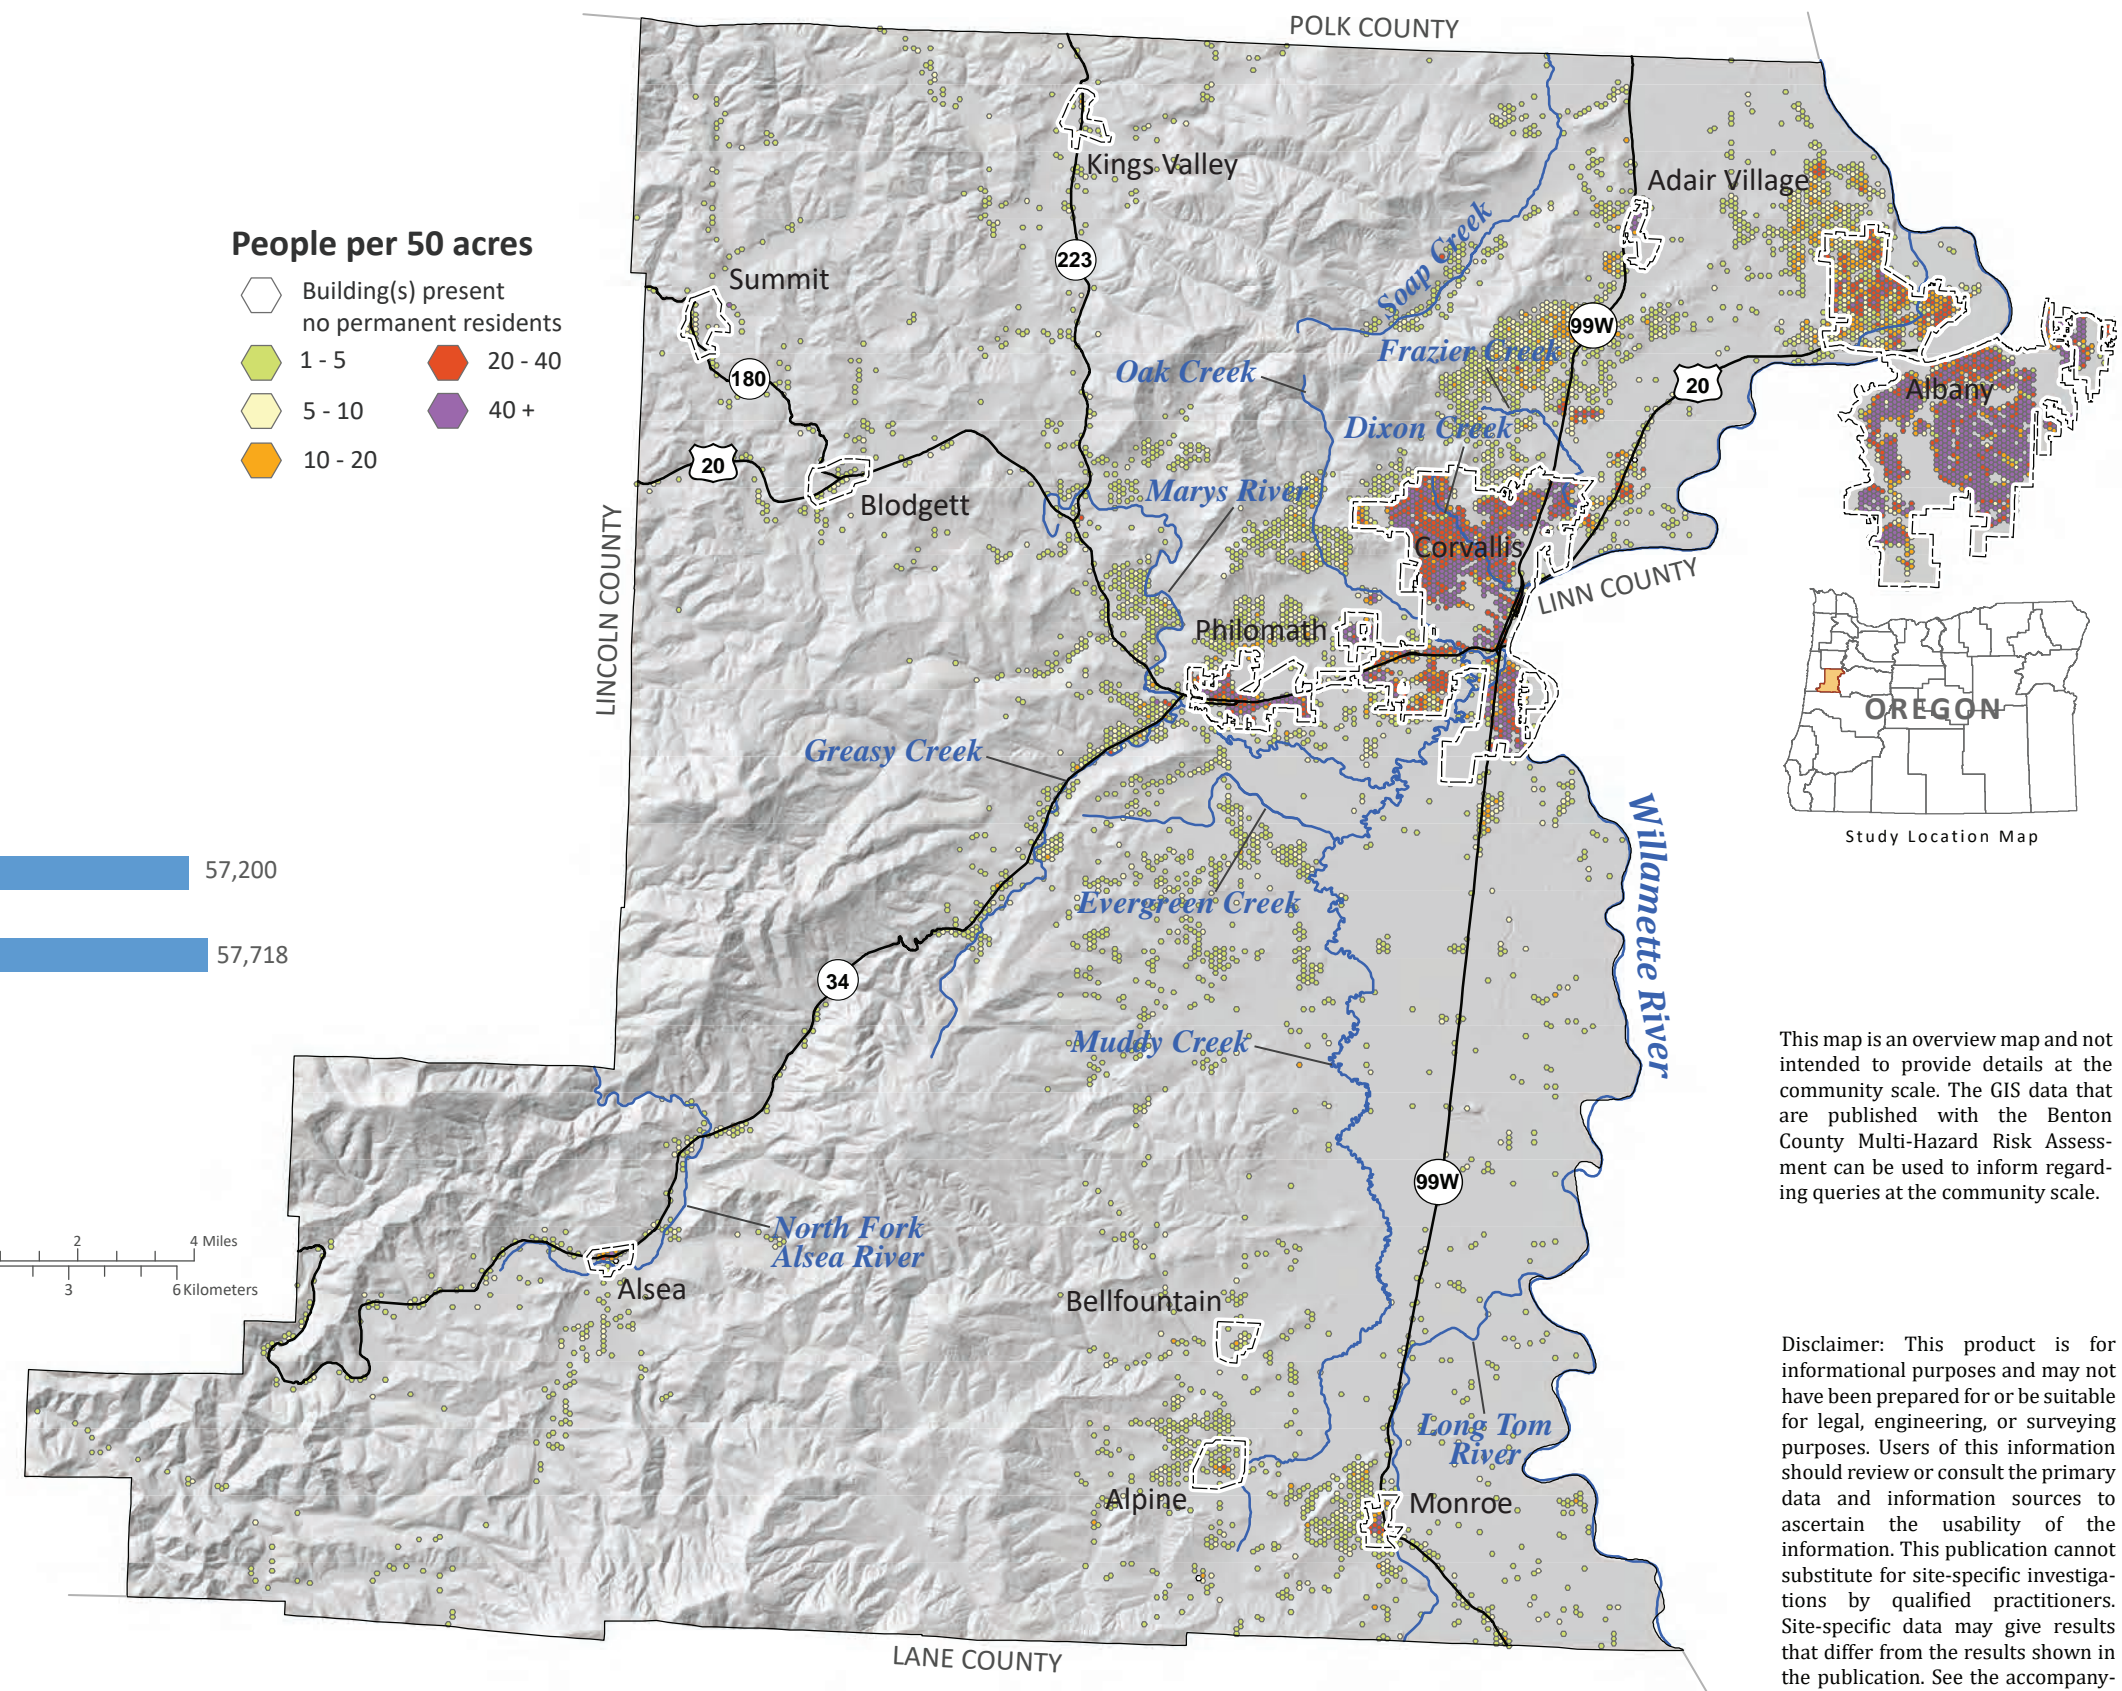 POLK COUNTY
Kings Valley
Adair Village
People per 50 acres
Building(s) present
no permanent residents
1 - 5
20 - 40
5 - 10
40 +
10 - 20
Summit
223
Soap Creek
99W
Frazier Creek
Oak Creek
180
20
Albany
Dixon Creek
20
Marys River
Blodgett
Corvallis
LINCOLN COUNTY
LINN COUNTY
Philomath
OREGON
Greasy Creek
Willamette River
Study Location Map
57,200
Evergreen Creek
57,718
34
Muddy Creek
This map is an overview map and not
intended to provide details at the
community scale. The GIS data that
are published with the Benton
County Multi-Hazard Risk Assess-
ment can be used to inform regard-
ing queries at the community scale.
99W
North Fork
Alsea River
2
4 Miles
3
6 Kilometers
Alsea
Bellfountain
Long Tom
River
Alpine
Monroe
Disclaimer: This product is for
informational purposes and may not
have been prepared for or be suitable
for legal, engineering, or surveying
purposes. Users of this information
should review or consult the primary
data and information sources to
ascertain the usability of the
information. This publication cannot
substitute for site-specific investiga-
tions by qualified practitioners.
Site-specific data may give results
that differ from the results shown in
the publication. See the accompany-
LANE COUNTY